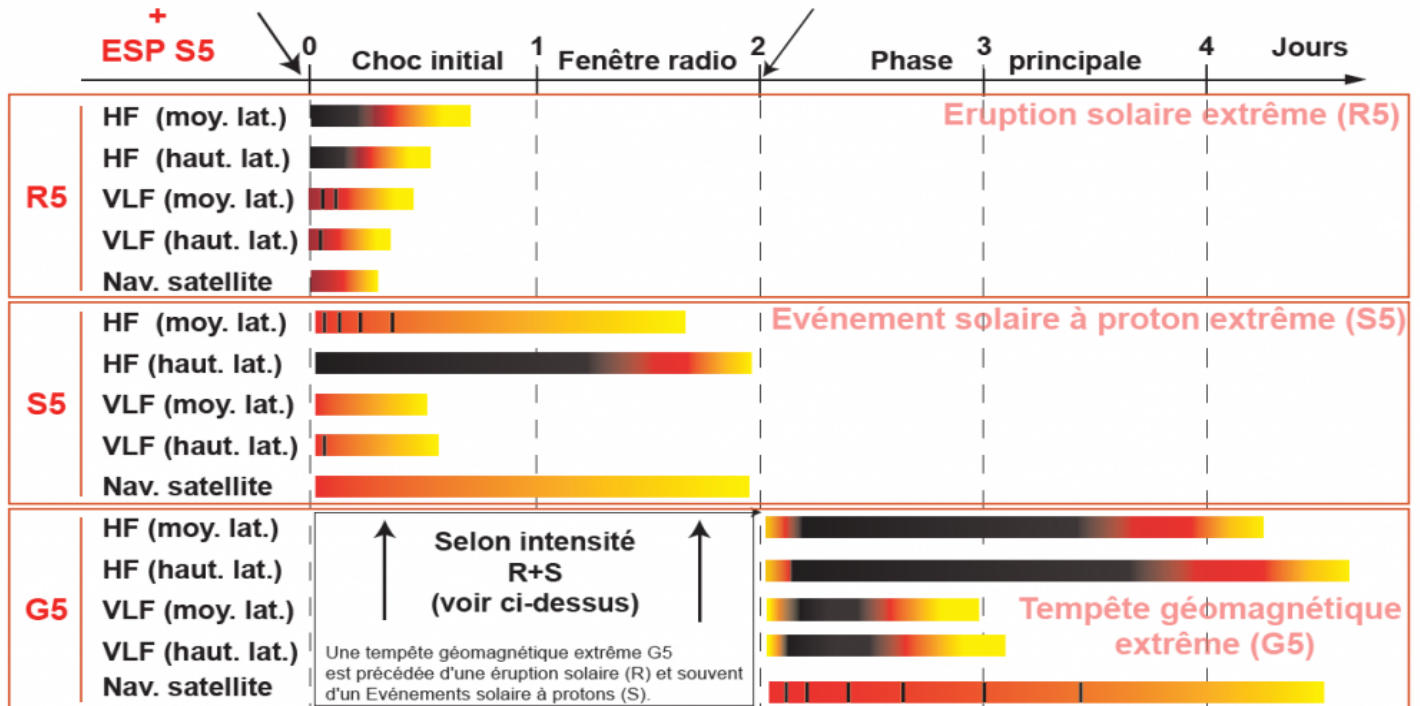 +
ESP S5
0
Choc initial
1
Fenêtre radio
2
Phase
3
principale
4
Jours
Eruption solaire extrême (R5)
R5
HF (moy. lat.)
HF (haut. lat.)
VLF (moy. lat.)
VLF (haut. lat.)
Nav. satellite
Evénement solaire à proton extrême (S5)
S5
HF (moy. lat.)
HF (haut. lat.)
VLF (moy. lat.)
VLF (haut. lat.)
Nav. satellite
G5
HF (moy. lat.)
HF (haut. lat.)
VLF (moy. lat.)
VLF (haut. lat.)
Nav. satellite
Selon intensité
R+S
(voir ci-dessus)
Une tempête géomagnétique extrême G5
est précédée d'une éruption solaire (R) et souvent
d'un Evénements solaire à protons (S).
Tempête géomagnétique
extrême (G5)